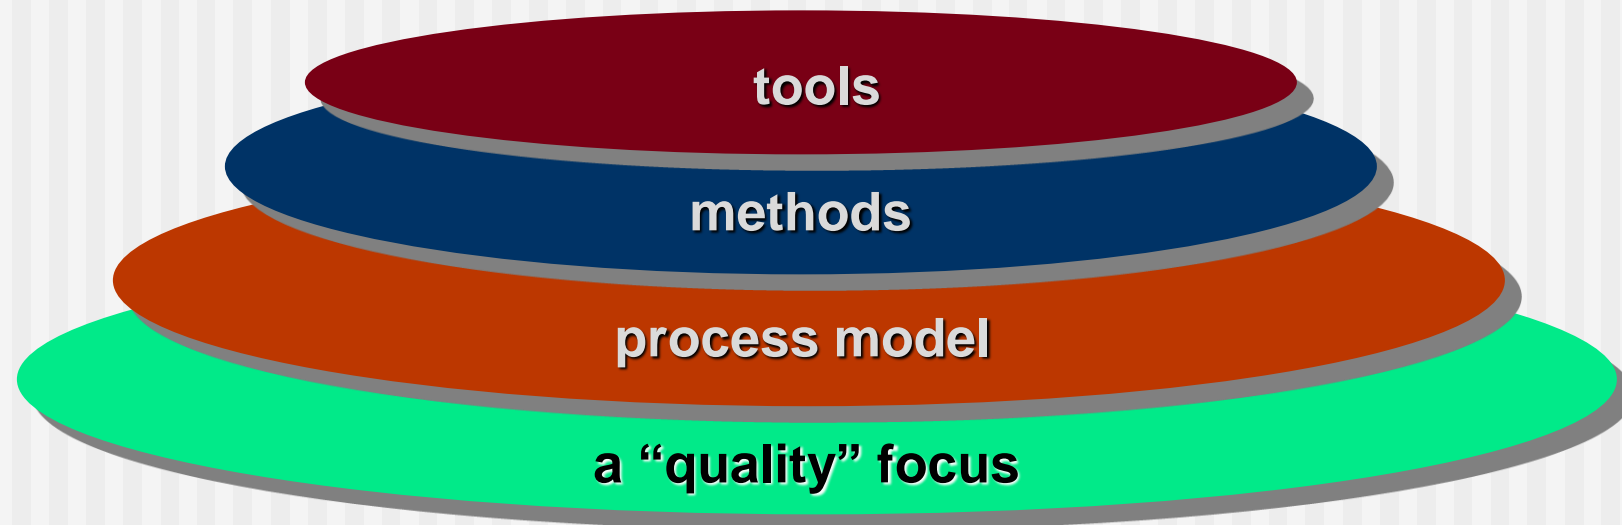 tools
methods
process model
a “quality” focus